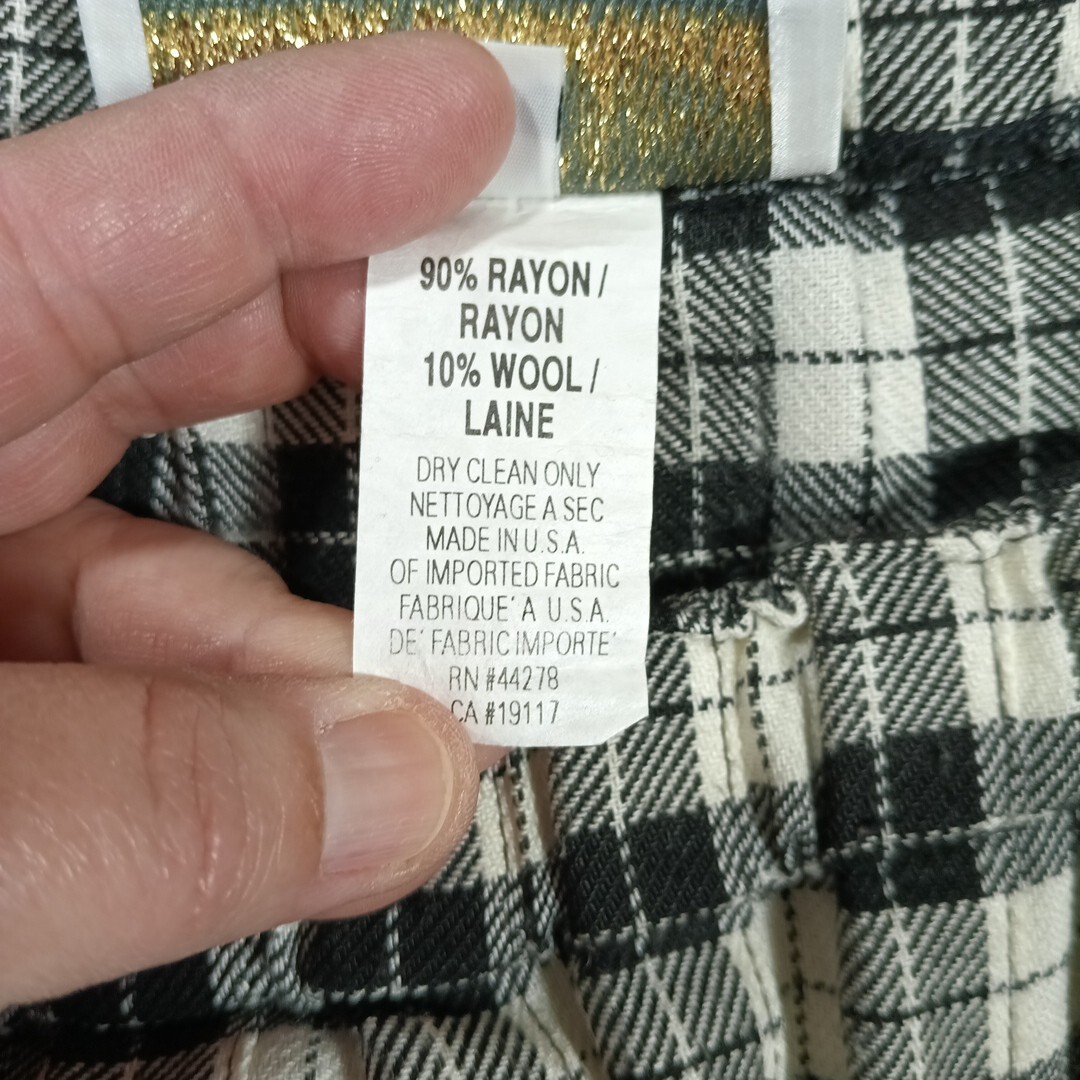 90% RAYON /
RAYON
10% WOOL /
LAINE
DRY CLEAN ONLY
NETTOYAGE A SEC
MADE IN U.S.A.
OF IMPORTED FABRIC
FABRIQUE' A U.S.A.
DE' FABRIC IMPORTE'
RN #44278
CA #19117